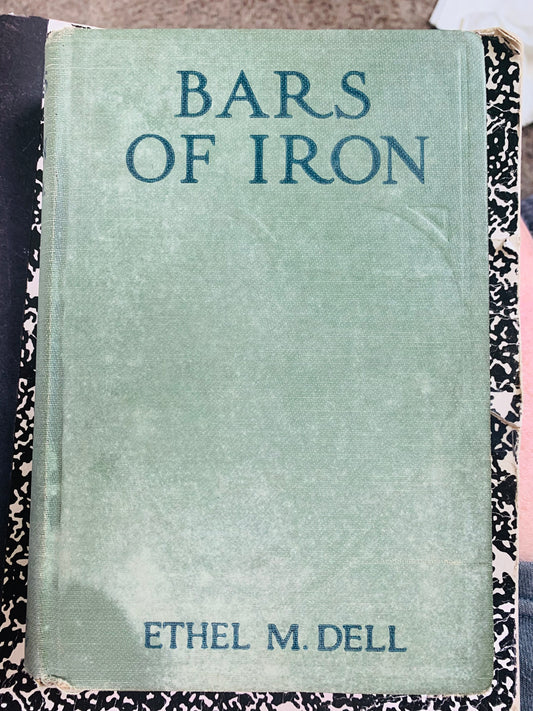 BARS
OF IRON
ETHEL M. DELL